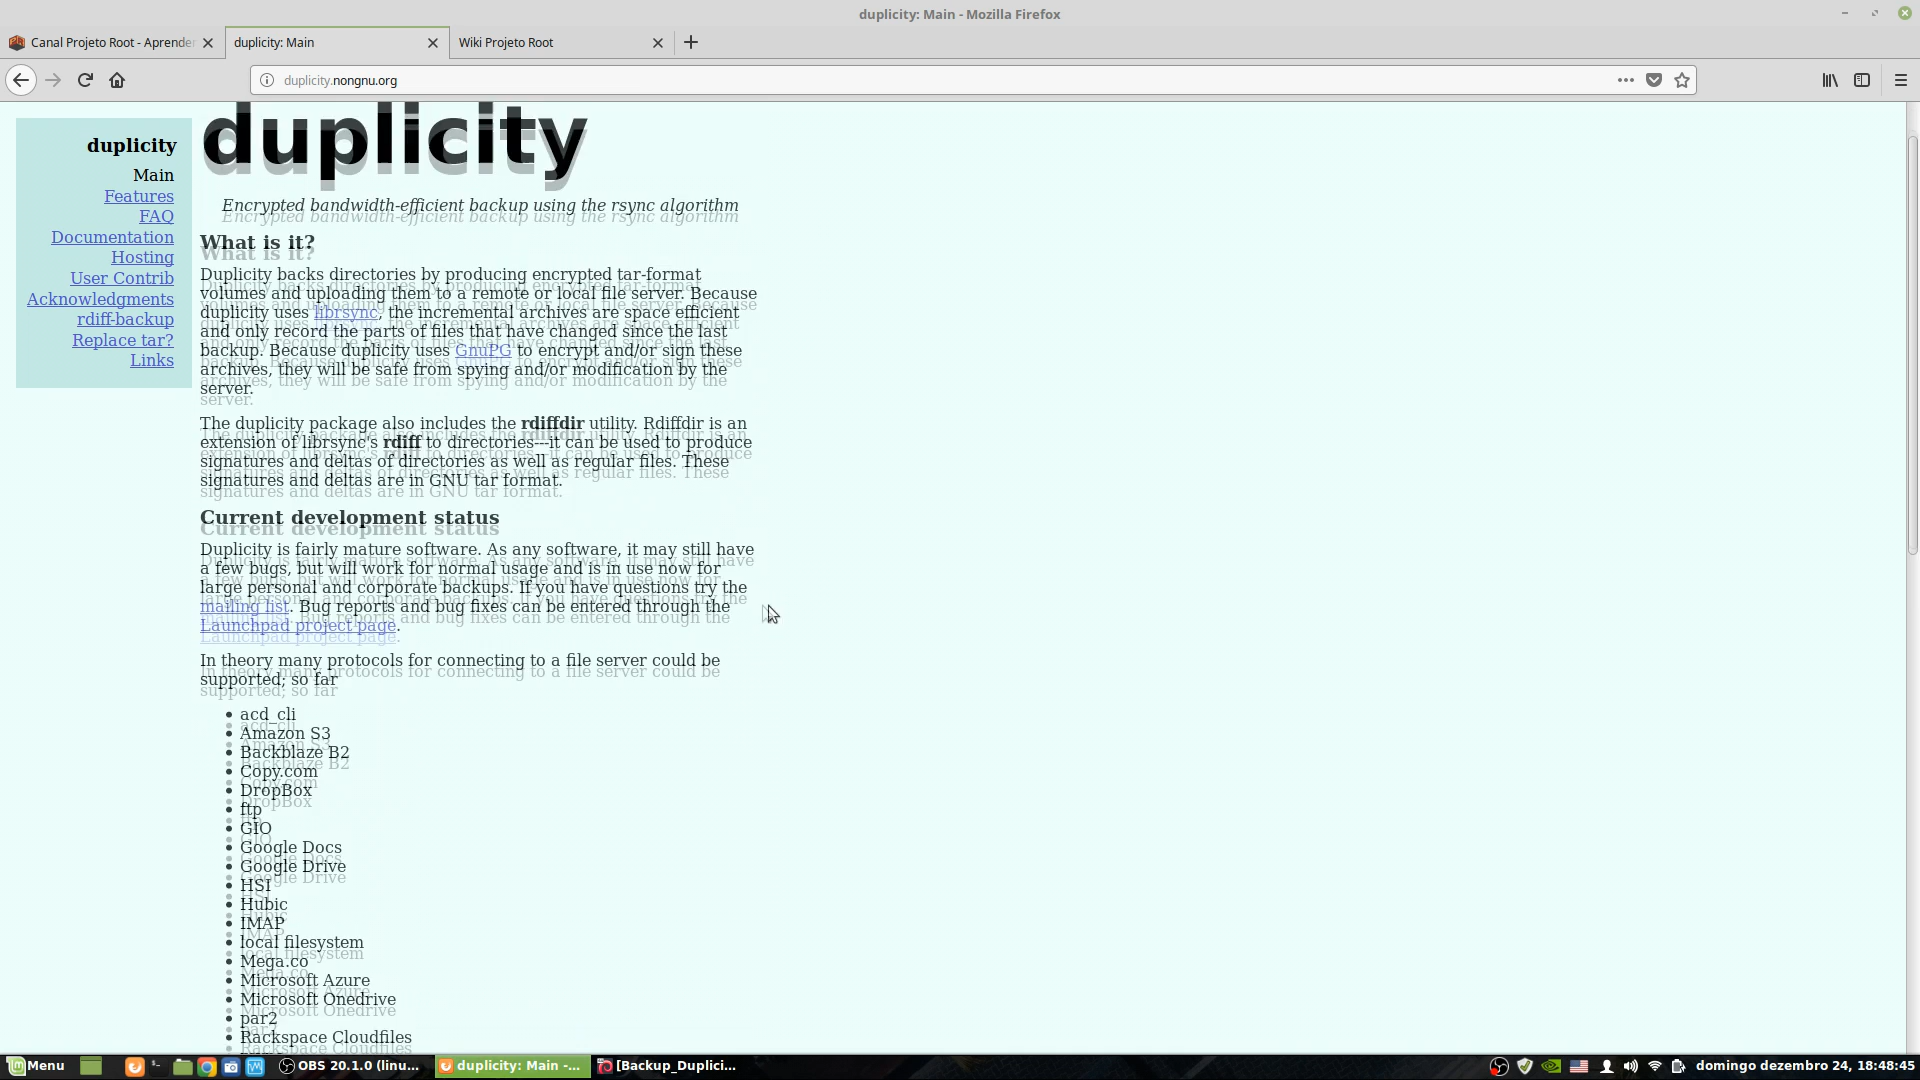 duplicity: Main - Mozilla Firefox
Canal Projeto Root - Aprender
duplicity: Main
Wiki Projeto Root
duplicity.nongnu.org
duplicity
Main
Features
FAQ
Documentation
Hosting
User Contrib
Acknowledgments
rdiff-backup
Replace tar?
Links
duplicity
Encrypted bandwidth-efficient backup using the rsync algorithm
What is it?
Duplicity backs directories by producing encrypted tar-format
volumes and uploading them to a remote or local file server. Because
duplicity uses librsync, the incremental archives are space efficient
and only record the parts of files that have changed since the last
backup. Because duplicity uses GnuPG to encrypt and/or sign these
archives, they will be safe from spying and/or modification by the
server.
The duplicity package also includes the rdiffdir utility. Rdiffdir is an
extension of librsync's rdiff to directories---it can be used to produce
signatures and deltas of directories as well as regular files. These
signatures and deltas are in GNU tar format.
Current development status
Duplicity is fairly mature software. As any software, it may still have
a few bugs, but will work for normal usage and is in use now for
large personal and corporate backups. If you have questions try the
mailing list. Bug reports and bug fixes can be entered through the
Launchpad project page.
In theory many protocols for connecting to a file server could be
supported; so far
acd_cli
Amazon S3
Backblaze B2
Copy.com
DropBox
ftp
GIO
Google Docs
Google Drive
HSI
Hubic
IMAP
local filesystem
Mega.co
Microsoft Azure
Microsoft Onedrive
par2
Rackspace Cloudfiles
Menu
OBS 20.1.0 (linu...
duplicity: Main -...
[Backup_Duplici...
domingo dezembro 24, 18:48:45